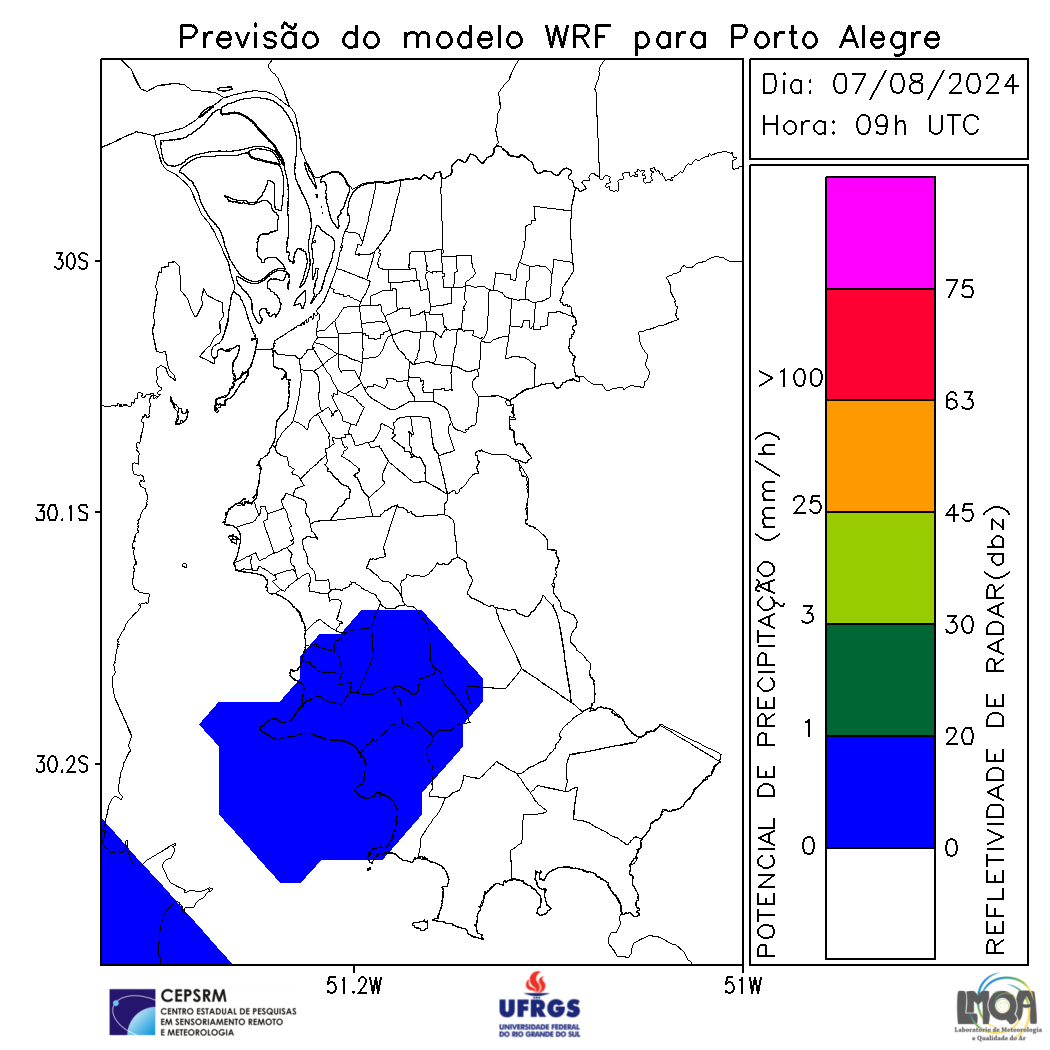 Previsão do modelo WRF para Porto Alegre
Dia: 07/08/2024
Hora: 09h UTC
30S
30.1S
30.2S
51.2W
51W
POTENCIAL DE PRECIPITAÇÃO (mm/h)
>100
25
3
1
0
75
63
45
30
20
0
REFLETIVIDADE DE RADAR(dbz)
CEPSRM
CENTRO ESTADUAL DE PESQUISAS
EM SENSORIAMENTO REMOTO
E METEOROLOGIA
UFRGS
UNIVERSIDADE FEDERAL
DO RIO GRANDE DO SUL
LMQA
Laboratório de Meteorologia
e Qualidade do Ar